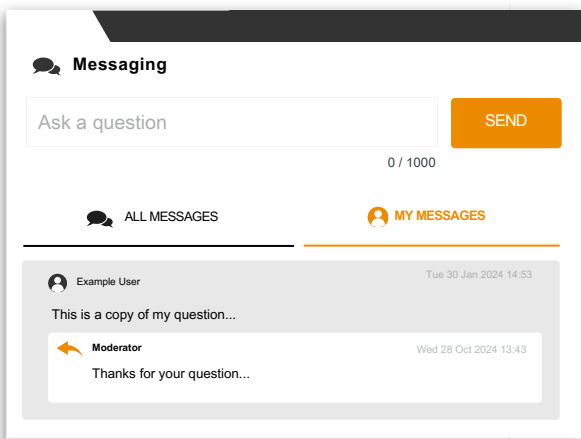 Messaging
Ask a question
SEND
0 / 1000
ALL MESSAGES
MY MESSAGES
Example User
Tue 30 Jan 2024 14:53
This is a copy of my question...
Moderator
Wed 28 Oct 2024 13:43
Thanks for your question...